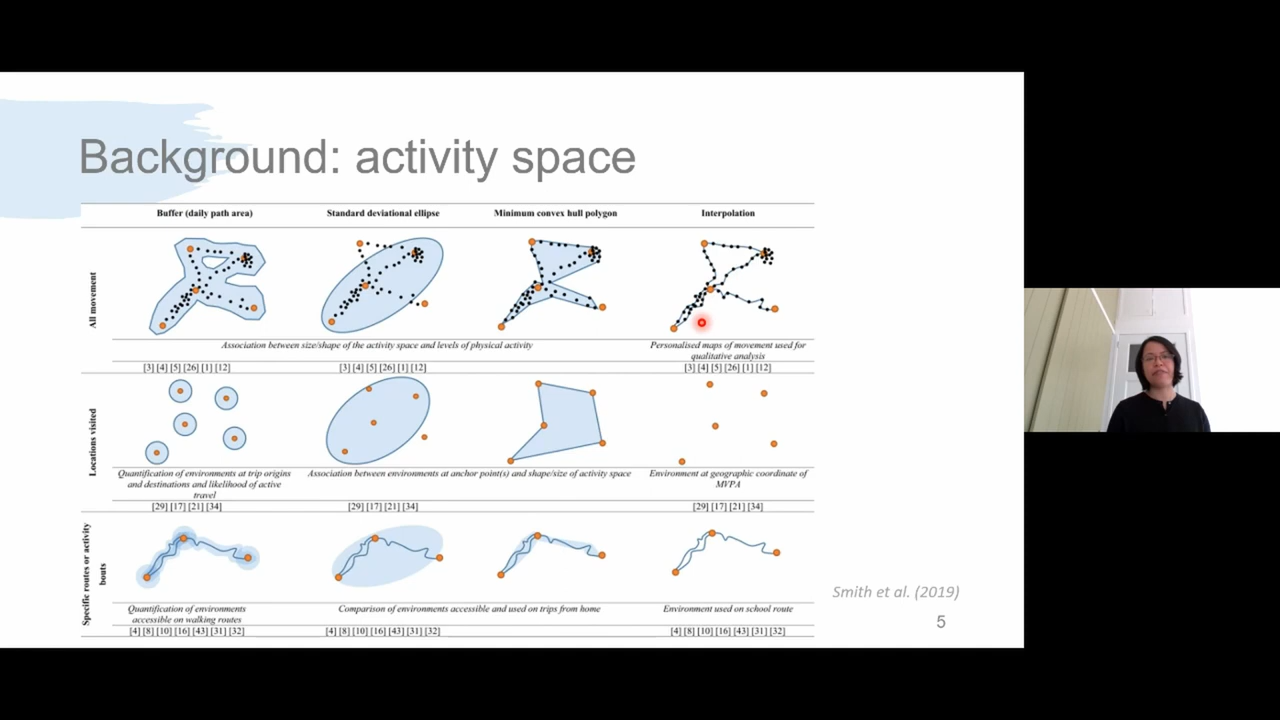 Background: activity space
Buffer (daily path area)
Standard deviational ellipse
Minimum convex hull polygon
Interpolation
All movement
Association between size/shape of the activity space and levels of physical activity
Personalised maps of movement used for
qualitative analysis
[3] [4] [5] [26] [1] [12]
[3] [4] [5] [26] [1] [12]
[3] [4] [5] [26] [1] [12]
Locations visited
Quantification of environments at trip origins
and destinations and likelihood of active
travel
Association between environments at anchor point(s) and shape/size of activity space
Environment at geographic coordinate of
MVPA
[29] [17] [21] [34]
[29] [17] [21] [34]
[29] [17] [21] [34]
Specific routes or activity
bouts
Quantification of environments
accessible on walking routes
Comparison of environments accessible and used on trips from home
Environment used on school route
[4] [8] [10] [16] [43] [31] [32]
[4] [8] [10] [16] [43] [31] [32]
[4] [8] [10] [16] [43] [31] [32]
Smith et al. (2019)
5